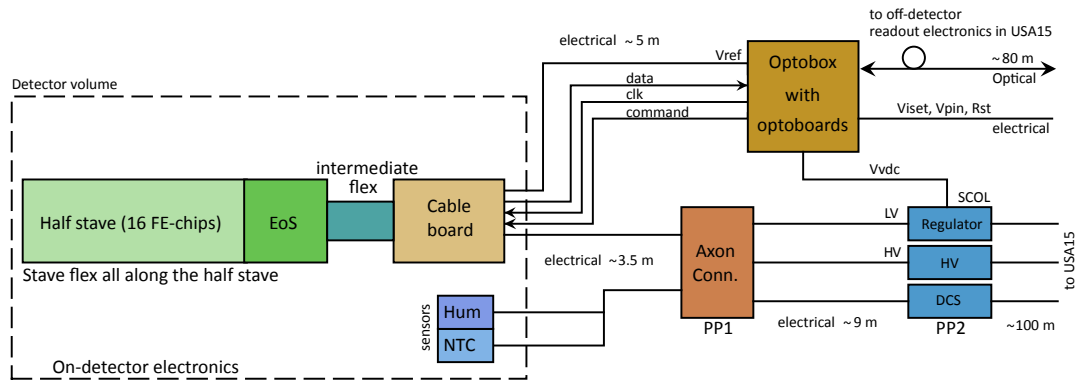 to off-detector
readout electronics in USA15
electrical ~ 5 m
Vref
Optobox
with
optoboards
~ 80 m
Optical
Detector volume
data
clk
command
Viset, Vpin, Rst
electrical
intermediate
flex
Vvdc
SCOL
Half stave (16 FE-chips)
EoS
Cable
board
LV
Regulator
Axon
Conn.
HV
HV
to USA15
Stave flex all along the half stave
electrical ~3.5 m
DCS
sensors
Hum
NTC
PP1
electrical ~ 9 m
PP2
~100 m
On-detector electronics